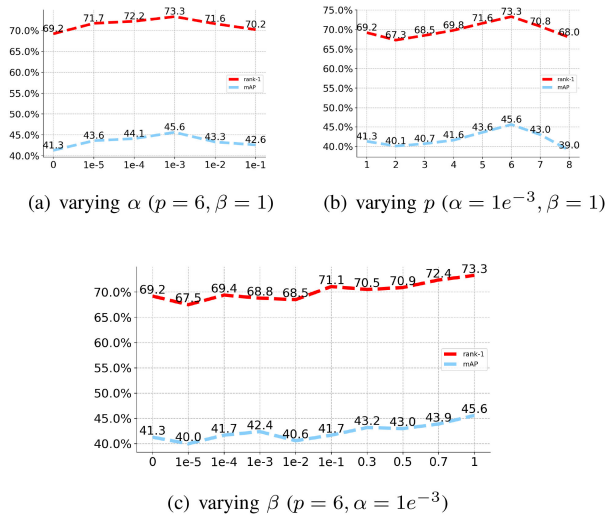 75.0%
70.0%
65.0%
60.0%
55.0%
50.0%
45.0%
40.0%
69.2 71.7 72.2 73.3 71.6 70.2
rank-1
mAP
41.3 43.6 44.1 45.6 43.3 42.6
0 1e-5 1e-4 1e-3 1e-2 1e-1
(a) varying α (p = 6, β = 1)
70.0%
65.0%
60.0%
55.0%
50.0%
45.0%
40.0%
69.2 67.3 68.5 69.8 71.6 73.3 70.8 68.0
rank-1
mAP
41.3 40.1 40.7 41.6 43.6 45.6 43.0 39.0
1 2 3 4 5 6 7 8
(b) varying p (α = 1e⁻³, β = 1)
70.0%
65.0%
60.0%
55.0%
50.0%
45.0%
40.0%
69.2 67.5 69.4 68.8 68.5 71.1 70.5 70.9 72.4 73.3
rank-1
mAP
41.3 40.0 41.7 42.4 40.6 41.7 43.2 43.0 43.9 45.6
0 1e-5 1e-4 1e-3 1e-2 1e-1 0.3 0.5 0.7 1
(c) varying β (p = 6, α = 1e⁻³)